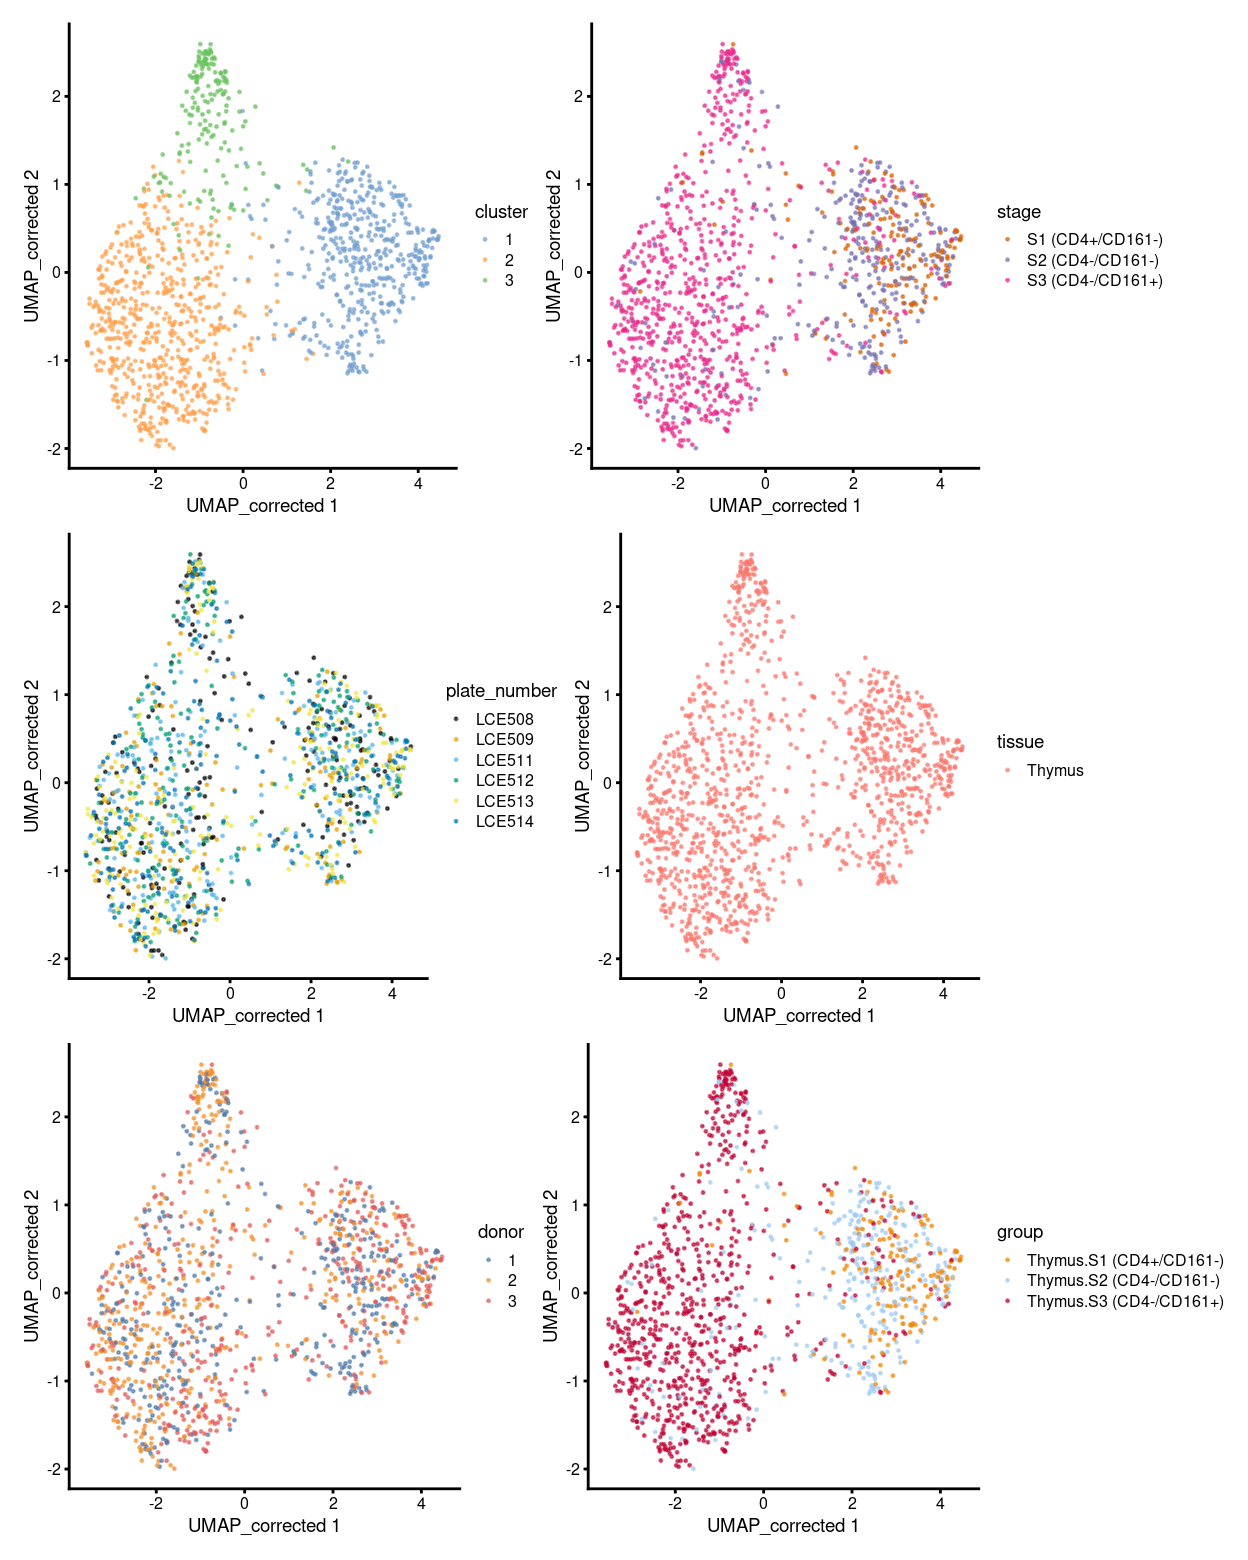 2
1
0
-1
-2
UMAP_corrected 2
-2
0
2
4
UMAP_corrected 1
cluster
1
2
3
2
1
0
-1
-2
UMAP_corrected 2
-2
0
2
4
UMAP_corrected 1
stage
S1 (CD4+/CD161-)
S2 (CD4-/CD161-)
S3 (CD4-/CD161+)
2
1
0
-1
-2
UMAP_corrected 2
-2
0
2
4
UMAP_corrected 1
plate_number
LCE508
LCE509
LCE511
LCE512
LCE513
LCE514
2
1
0
-1
-2
UMAP_corrected 2
-2
0
2
4
UMAP_corrected 1
tissue
Thymus
2
1
0
-1
-2
UMAP_corrected 2
-2
0
2
4
UMAP_corrected 1
donor
1
2
3
2
1
0
-1
-2
UMAP_corrected 2
-2
0
2
4
UMAP_corrected 1
group
Thymus.S1 (CD4+/CD161-)
Thymus.S2 (CD4-/CD161-)
Thymus.S3 (CD4-/CD161+)